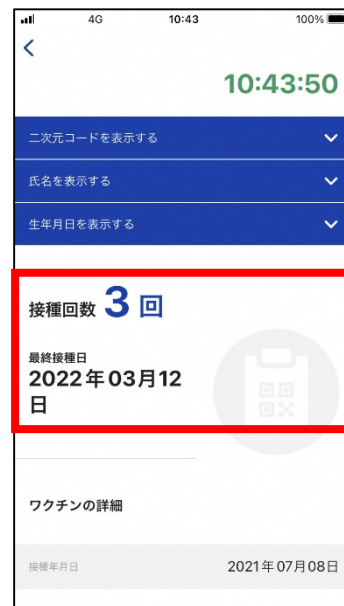 4G 10:43 100%
10:43:50
二次元コードを表示する
氏名を表示する
生年月日を表示する
接種回数 3 回
最終接種日
2022年03月12
日
ワクチンの詳細
接種年月日 2021年07月08日